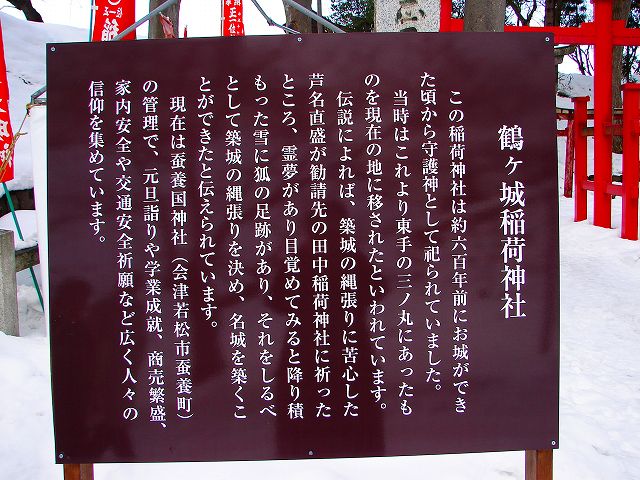 鶴ヶ城稲荷神社
この稲荷神社は約六百年前にお城ができ
た頃から守護神として祀られていました。
当時はこれより東手の三ノ丸にあったも
のを現在の地に移されたといわれています。
伝説によれば、築城の縄張りに苦心した
芦名直盛が勧請先の田中稲荷神社に祈った
ところ、霊夢があり目覚めてみると降り積
もった雪に狐の足跡があり、それをしるべ
として築城の縄張りを決め、名城を築くこ
とができたと伝えられています。
現在は蚕養国神社（会津若松市蚕養町）
の管理で、元旦詣りや学業成就、商売繁盛、
家内安全や交通安全祈願など広く人々の
信仰を集めています。